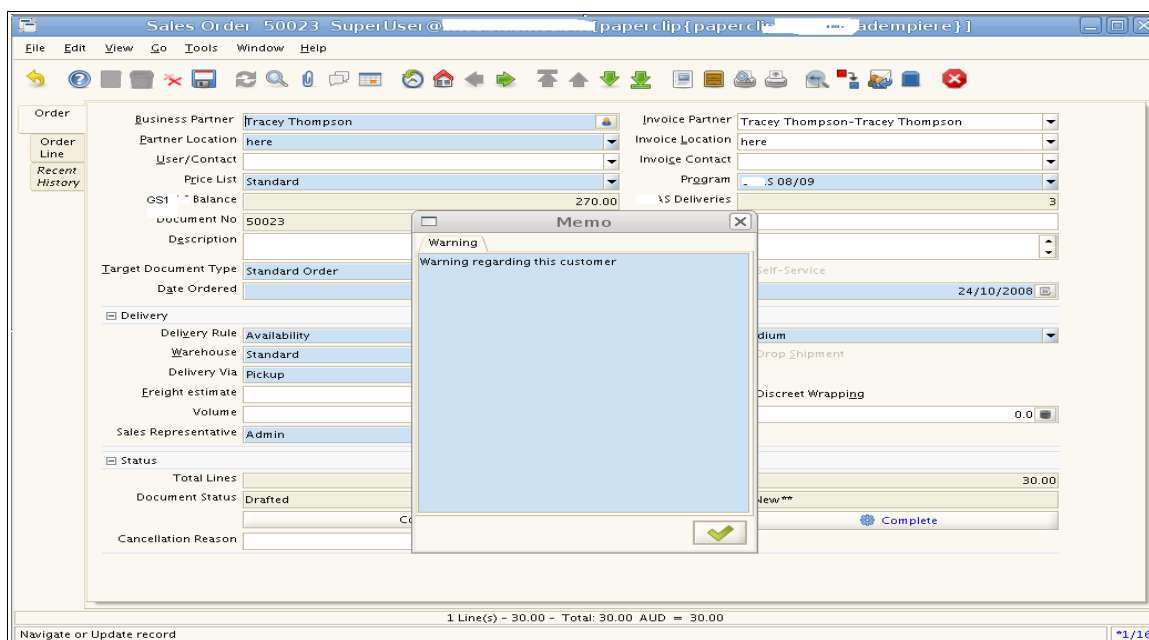 Sales Order 50023 SuperUser@ [paperclip{paperclip adempiere}]
File Edit View Go Tools Window Help
Order
Order Line
Recent History
Business Partner Tracey Thompson Invoice Partner Tracey Thompson-Tracey Thompson
Partner Location here Invoice Location here
User/Contact Invoice Contact
Price List Standard Program S 08/09
GS1 Balance 270.00 AS Deliveries 3
Document No 50023
Description
Target Document Type Standard Order Self-Service
Date Ordered 24/10/2008
Memo
Warning
Warning regarding this customer
Delivery
Delivery Rule Availability dium
Warehouse Standard Drop Shipment
Delivery Via Pickup
Freight estimate Discreet Wrapping
Volume 0.0
Sales Representative Admin
Status
Total Lines 30.00
Document Status Drafted New**
Co Complete
Cancellation Reason
1 Line(s) - 30.00 - Total: 30.00 AUD = 30.00
Navigate or Update record *1/16